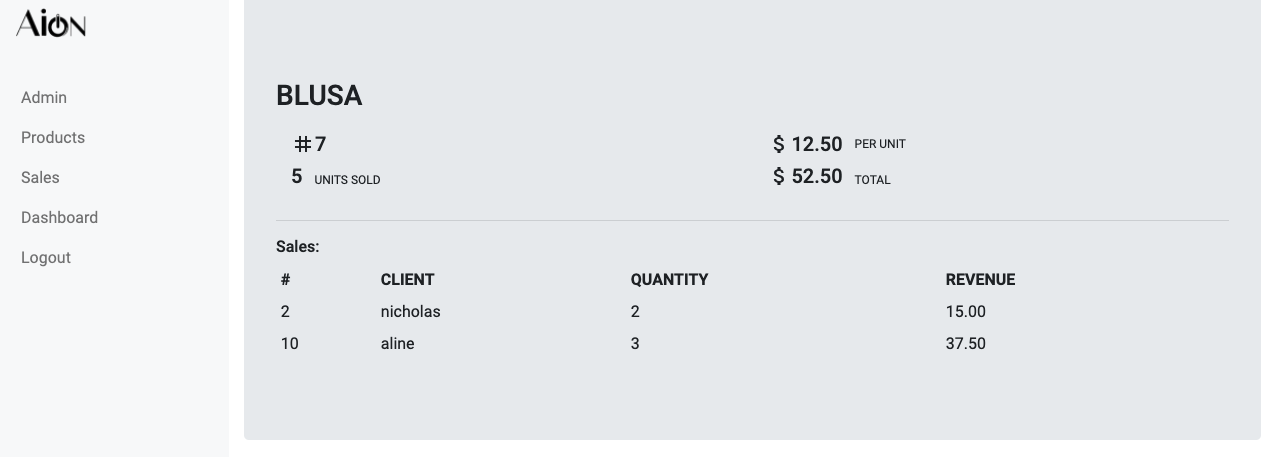 AiON
Admin
Products
Sales
Dashboard
Logout
BLUSA
#7
$ 12.50 PER UNIT
5 UNITS SOLD
$ 52.50 TOTAL
Sales:
# CLIENT QUANTITY REVENUE
2 nicholas 2 15.00
10 aline 3 37.50